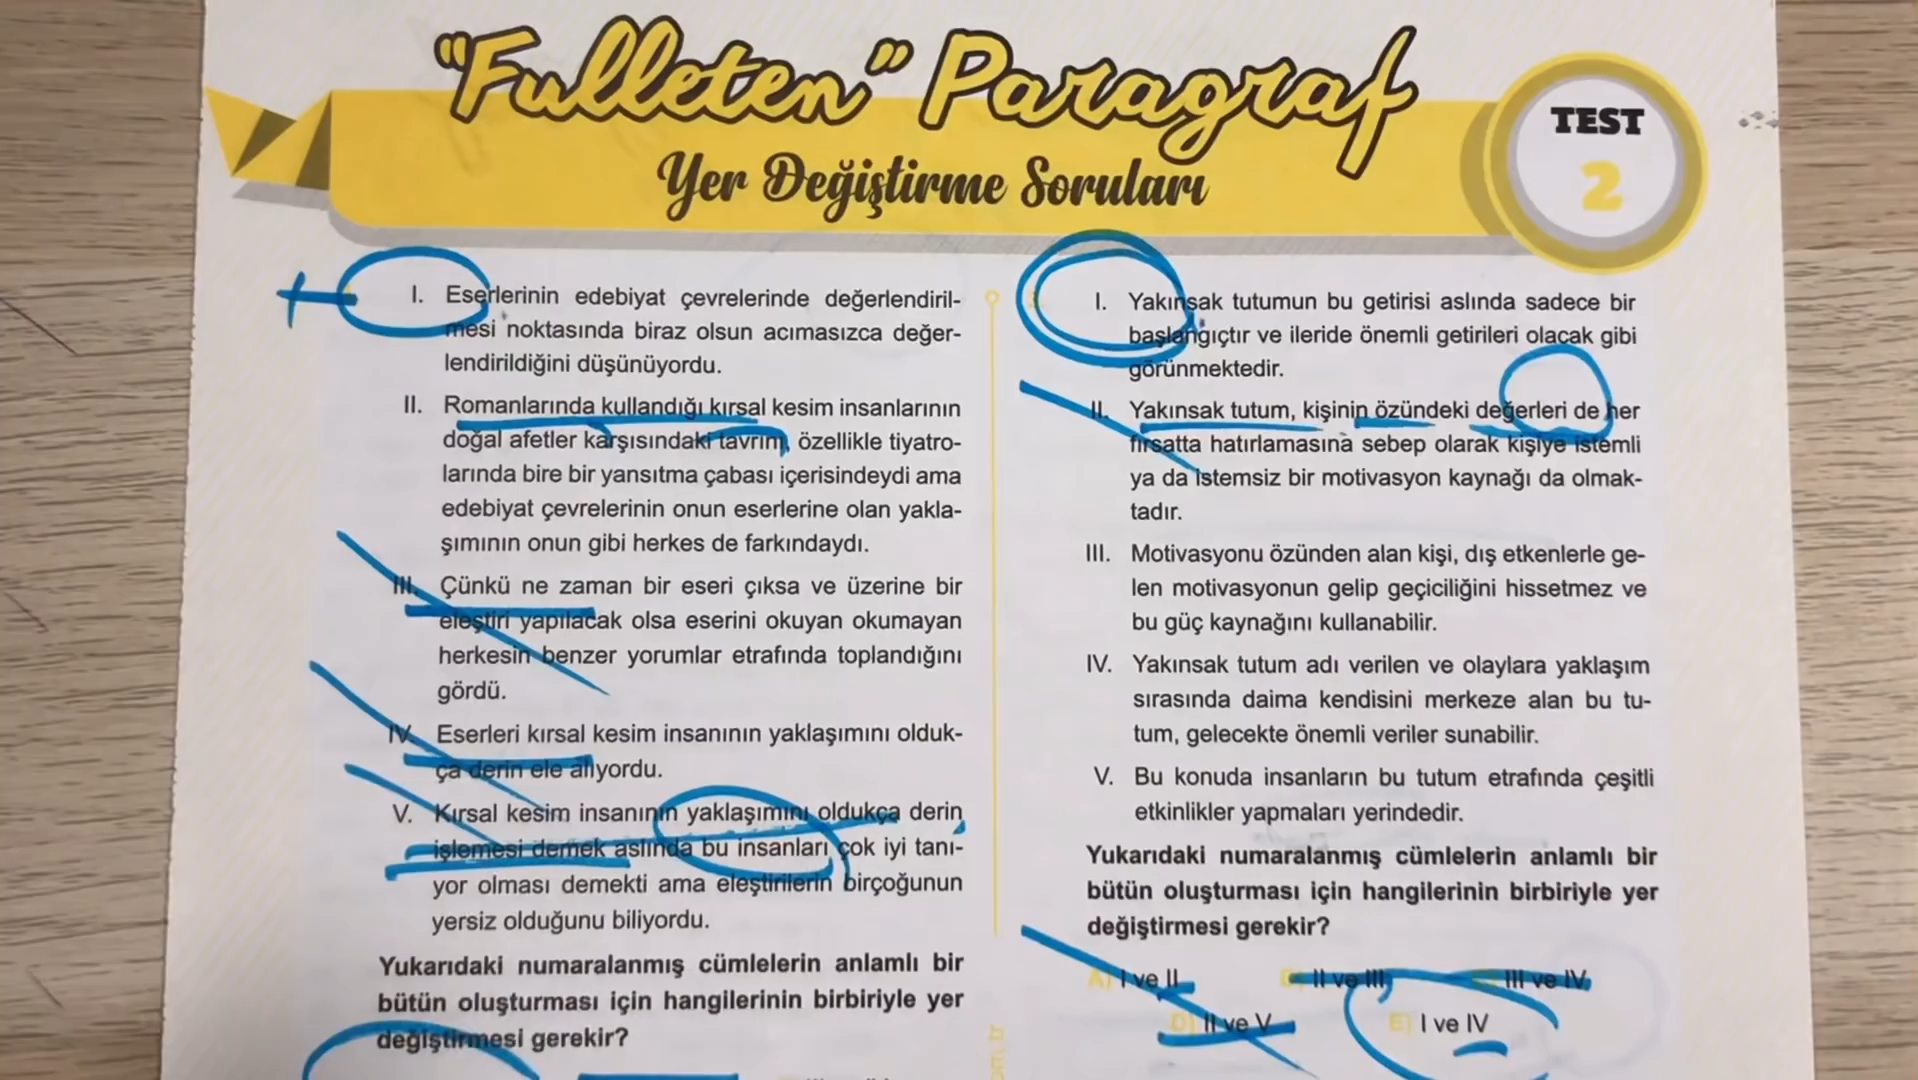 "Fulleten" Paragraf
Yer Değiştirme Soruları
TEST
2
I. Eserlerinin edebiyat çevrelerinde değerlendiril-
mesi noktasında biraz olsun acımasızca değer-
lendirildiğini düşünüyordu.
II. Romanlarında kullandığı kırsal kesim insanlarının
doğal afetler karşısındaki tavrını, özellikle tiyatro-
larında bire bir yansıtma çabası içerisindeydi ama
edebiyat çevrelerinin onun eserlerine olan yakla-
şımının onun gibi herkes de farkındaydı.
III. Çünkü ne zaman bir eseri çıksa ve üzerine bir
eleştiri yapılacak olsa eserini okuyan okumayan
herkesin benzer yorumlar etrafında toplandığını
gördü.
IV. Eserleri kırsal kesim insanının yaklaşımını olduk-
ça derin ele alıyordu.
V. Kırsal kesim insanının yaklaşımını oldukça derin
işlemesi demek aslında bu insanları çok iyi tanı-
yor olması demekti ama eleştirilerin birçoğunun
yersiz olduğunu biliyordu.
Yukarıdaki numaralanmış cümlelerin anlamlı bir
bütün oluşturması için hangilerinin birbiriyle yer
değiştirmesi gerekir?
I. Yakınsak tutumun bu getirisi aslında sadece bir
başlangıçtır ve ileride önemli getirileri olacak gibi
görünmektedir.
II. Yakınsak tutum, kişinin özündeki değerleri de her
fırsatta hatırlamasına sebep olarak kişiye istemli
ya da istemsiz bir motivasyon kaynağı da olmak-
tadır.
III. Motivasyonu özünden alan kişi, dış etkenlerle ge-
len motivasyonun gelip geçiciliğini hissetmez ve
bu güç kaynağını kullanabilir.
IV. Yakınsak tutum adı verilen ve olaylara yaklaşım
sırasında daima kendisini merkeze alan bu tu-
tum, gelecekte önemli veriler sunabilir.
V. Bu konuda insanların bu tutum etrafında çeşitli
etkinlikler yapmaları yerindedir.
Yukarıdaki numaralanmış cümlelerin anlamlı bir
bütün oluşturması için hangilerinin birbiriyle yer
değiştirmesi gerekir?
A) I ve II II ve III III ve IV
D) II ve V E) I ve IV